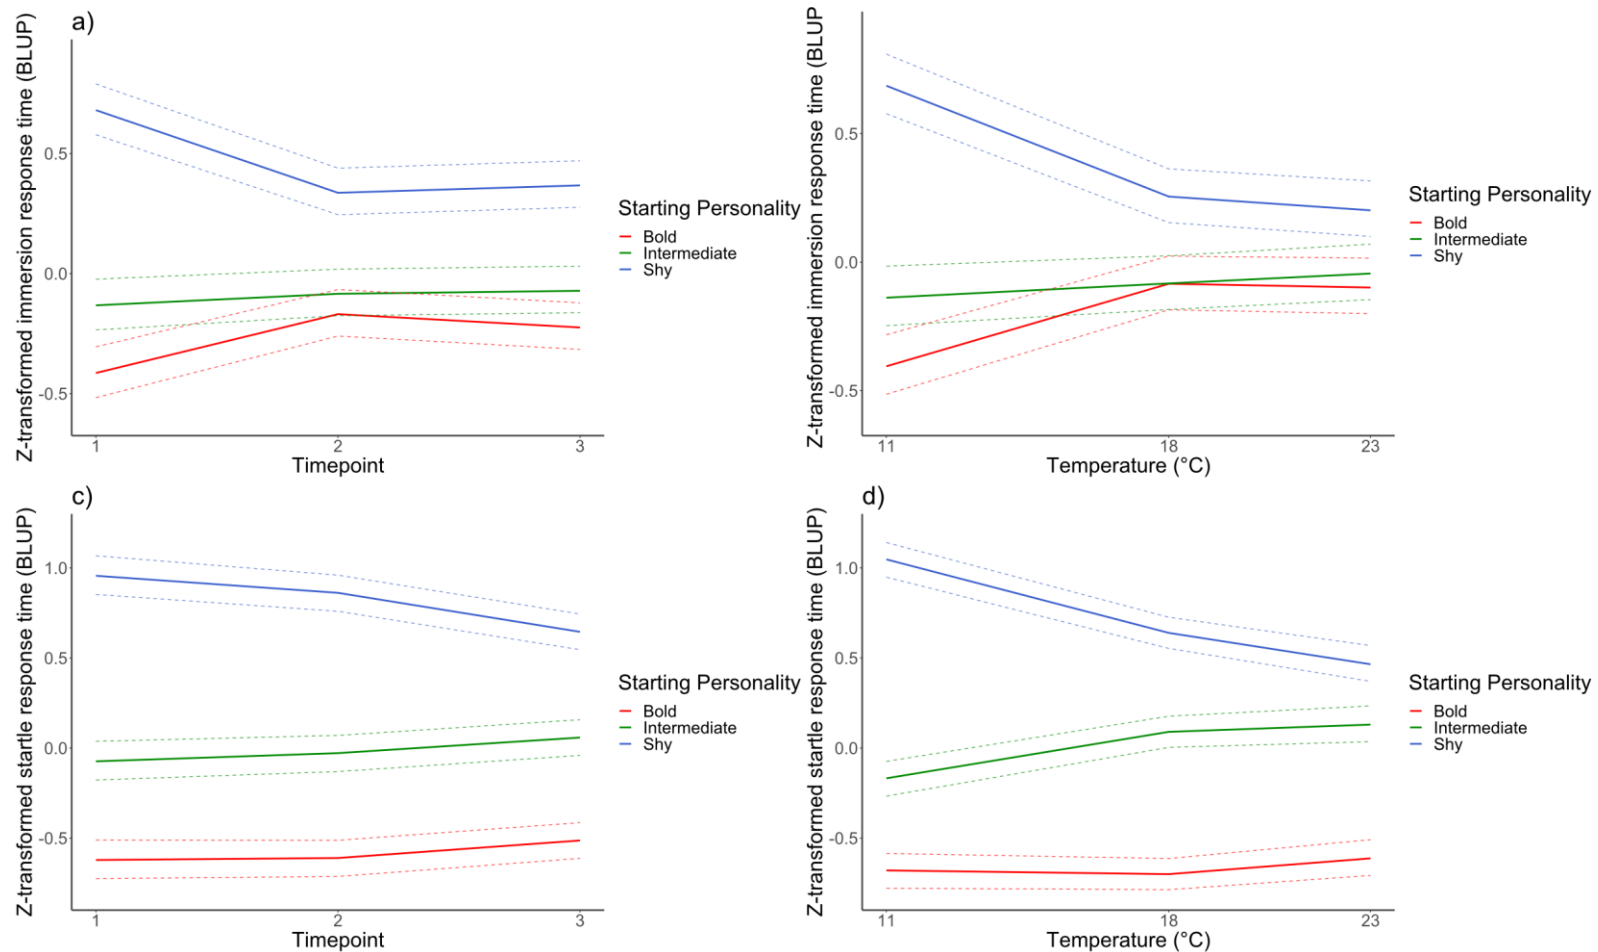 a)
Z-transformed immersion response time (BLUP)
0.5
0.0
-0.5
1
2
3
Timepoint
Starting Personality
Bold
Intermediate
Shy
Z-transformed immersion response time (BLUP
0.5
0.0
-0.5
11
18
23
Temperature (°C)
Starting Personality
Bold
Intermediate
Shy
c)
Z-transformed startle response time (BLUP)
1.0
0.5
0.0
-0.5
1
2
3
Timepoint
Starting Personality
Bold
Intermediate
Shy
d)
Z-transformed startle response time (BLUP)
1.0
0.5
0.0
-0.5
11
18
23
Temperature (°C)
Starting Personality
Bold
Intermediate
Shy